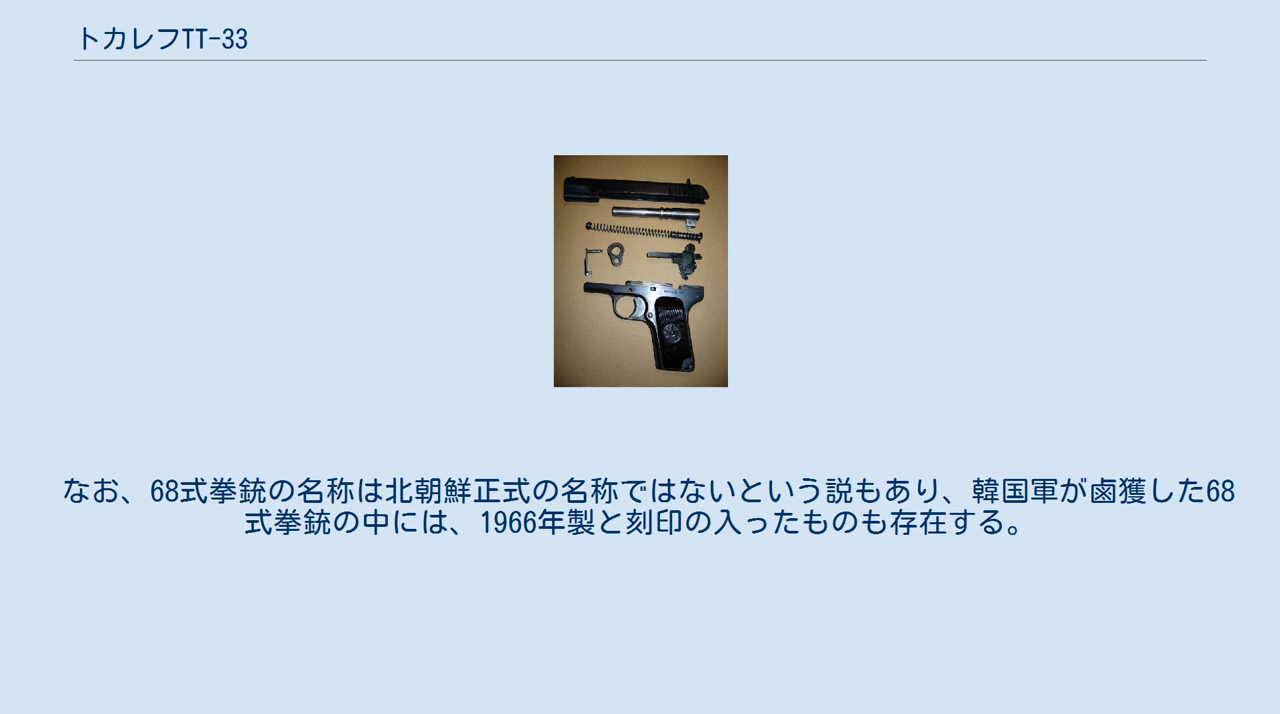 トカレフTT-33
なお、68式拳銃の名称は北朝鮮正式の名称ではないという説もあり、韓国軍が鹵獲した68
式拳銃の中には、1966年製と刻印の入ったものも存在する。